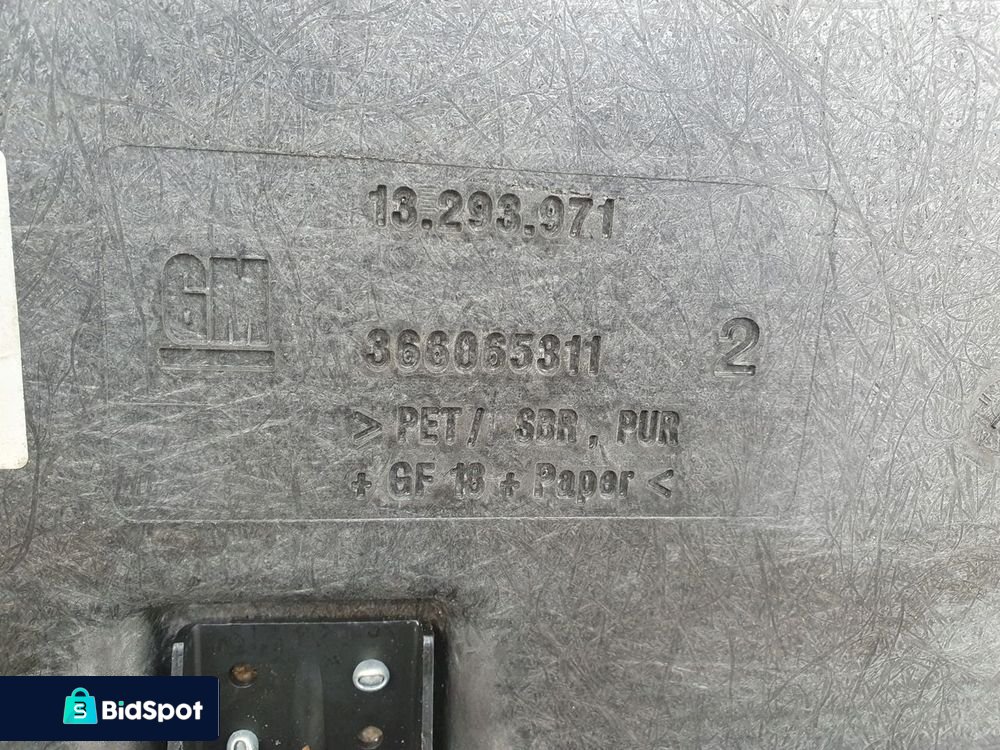 13.293.971
GM
366065311 2
> PET/ SBR, PUR
+ GF 18 + Paper <
BidSpot